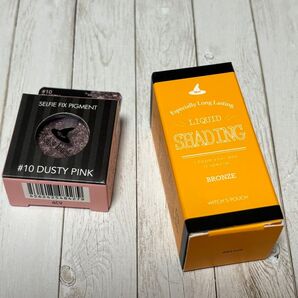 #10
SELFIE FIX PIGMENT
#10 DUSTY PINK
Especially Long Lasting
LIQUID
SHADING
BRONZE
WITCH'S POUCH